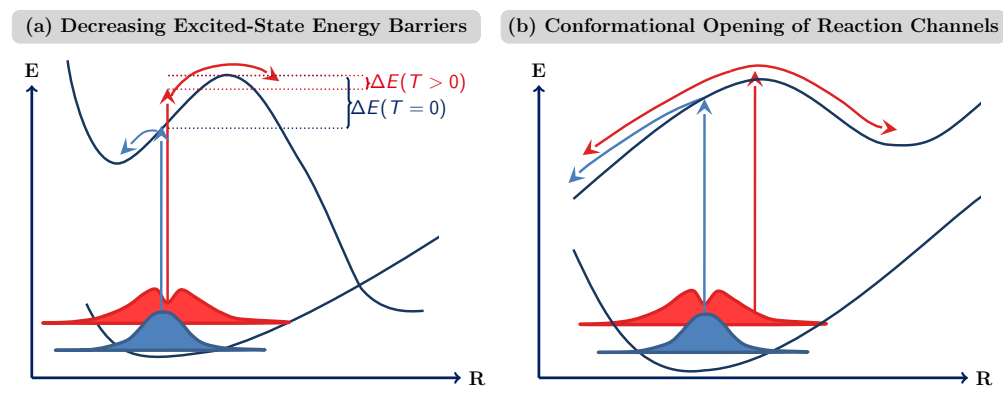 (a) Decreasing Excited-State Energy Barriers
(b) Conformational Opening of Reaction Channels
E
ΔE(T > 0)
ΔE(T = 0)
R
E
R